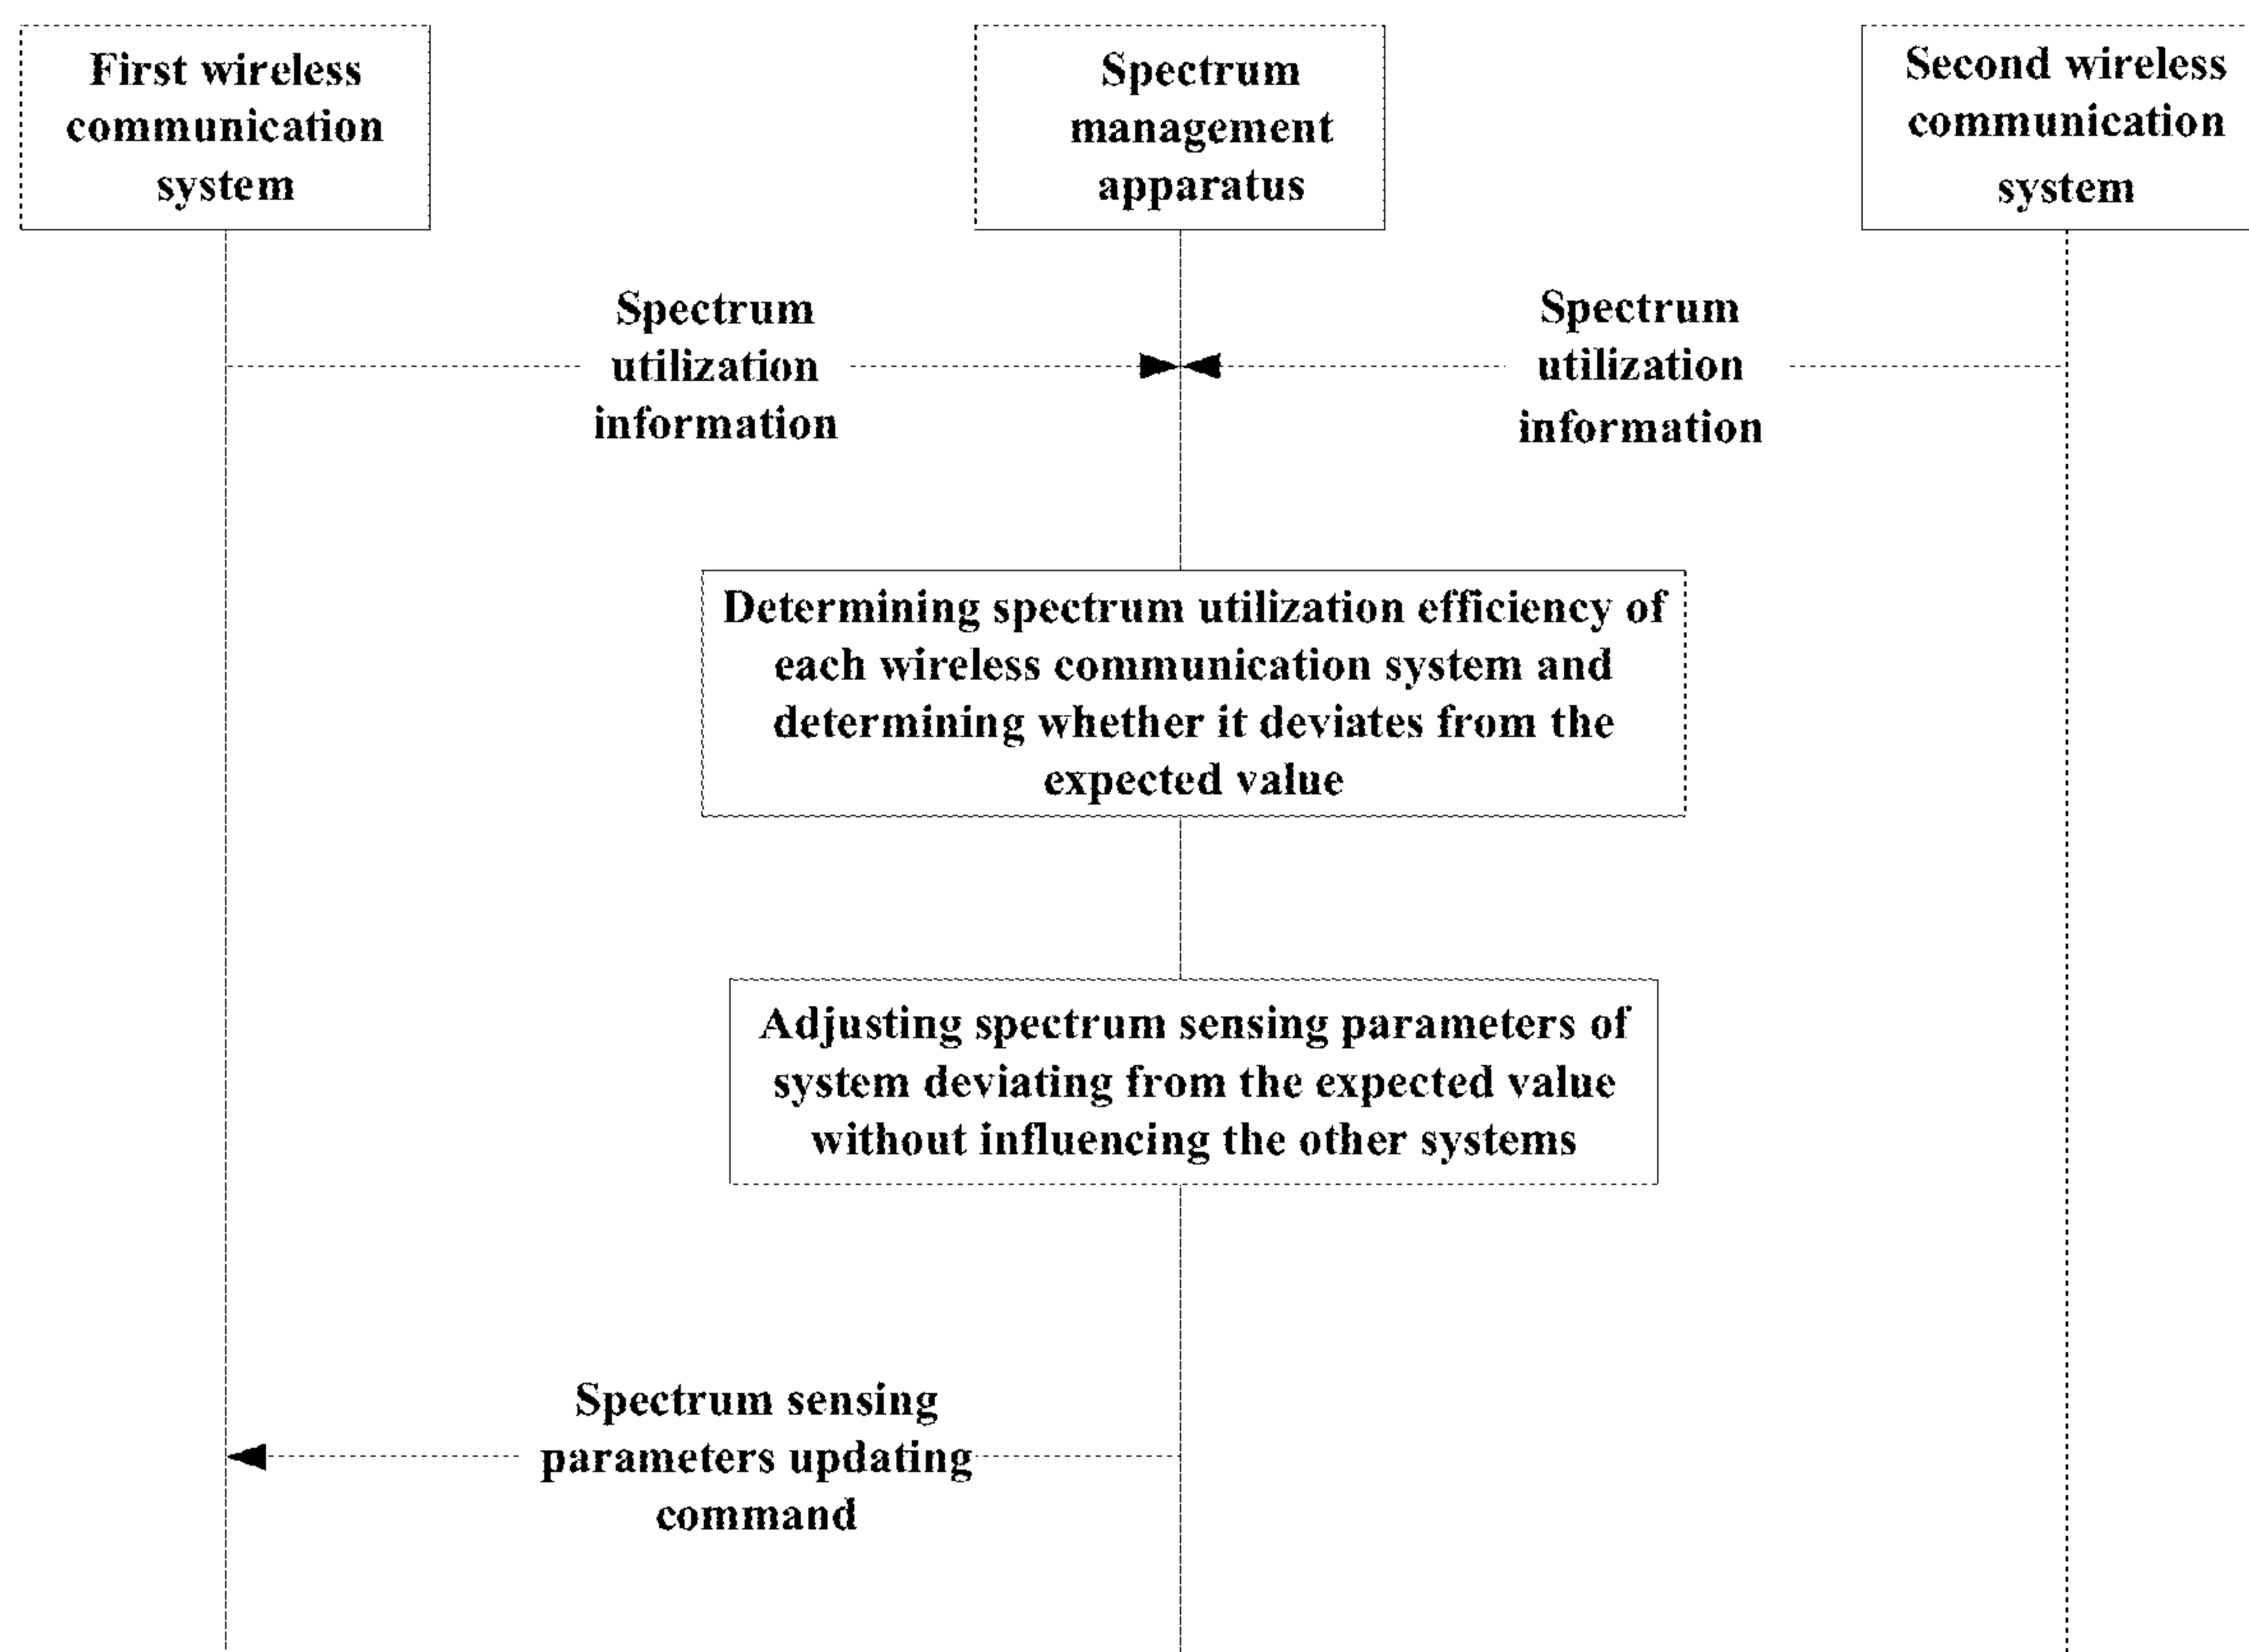 First wireless
communication
system
Spectrum
management
apparatus
Second wireless
communication
system
Spectrum
utilization
information
Spectrum
utilization
information
Determining spectrum utilization efficiency of
each wireless communication system and
determining whether it deviates from the
expected value
Adjusting spectrum sensing parameters of
system deviating from the expected value
without influencing the other systems
Spectrum sensing
parameters updating
command